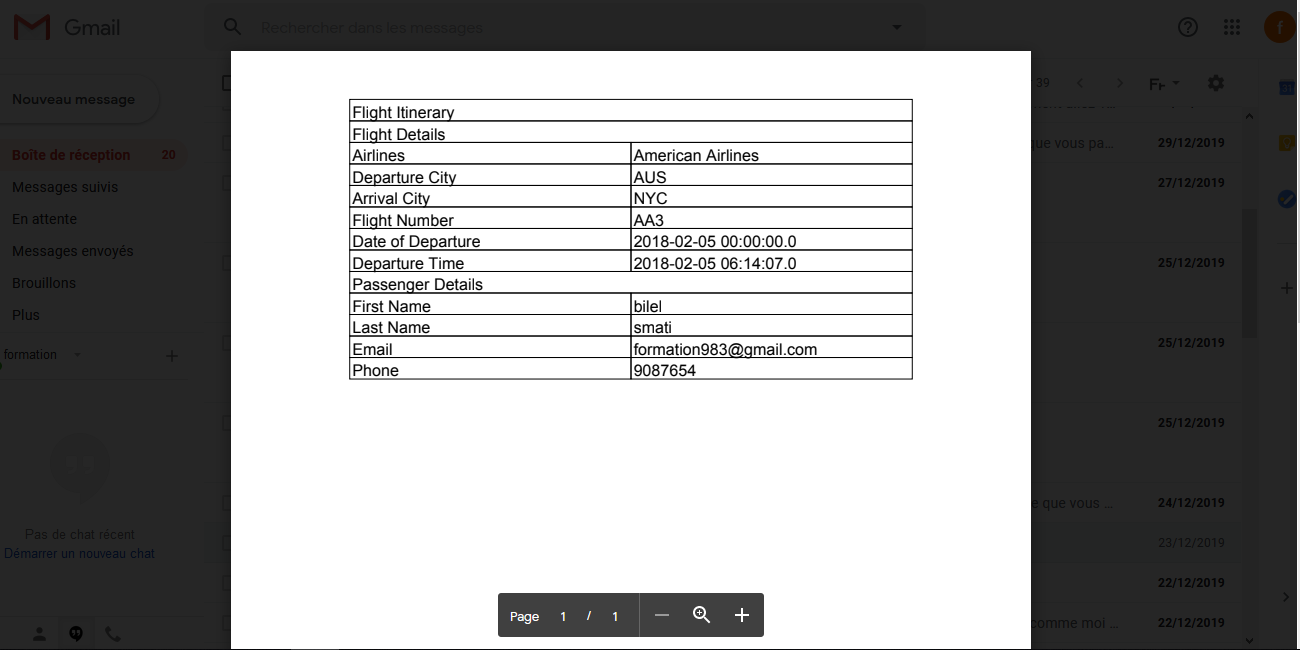 Gmail
Rechercher dans les messages
f
Nouveau message
39
Boîte de réception 20
Messages suivis
En attente
Messages envoyés
Brouillons
Plus
formation
Pas de chat récent
Démarrer un nouveau chat
Flight Itinerary
Flight Details
Airlines American Airlines
Departure City AUS
Arrival City NYC
Flight Number AA3
Date of Departure 2018-02-05 00:00:00.0
Departure Time 2018-02-05 06:14:07.0
Passenger Details
First Name bilel
Last Name smati
Email formation983@gmail.com
Phone 9087654
Page 1 / 1
que vous pa... 29/12/2019
27/12/2019
25/12/2019
25/12/2019
25/12/2019
e que vous ... 24/12/2019
23/12/2019
22/12/2019
comme moi ... 22/12/2019